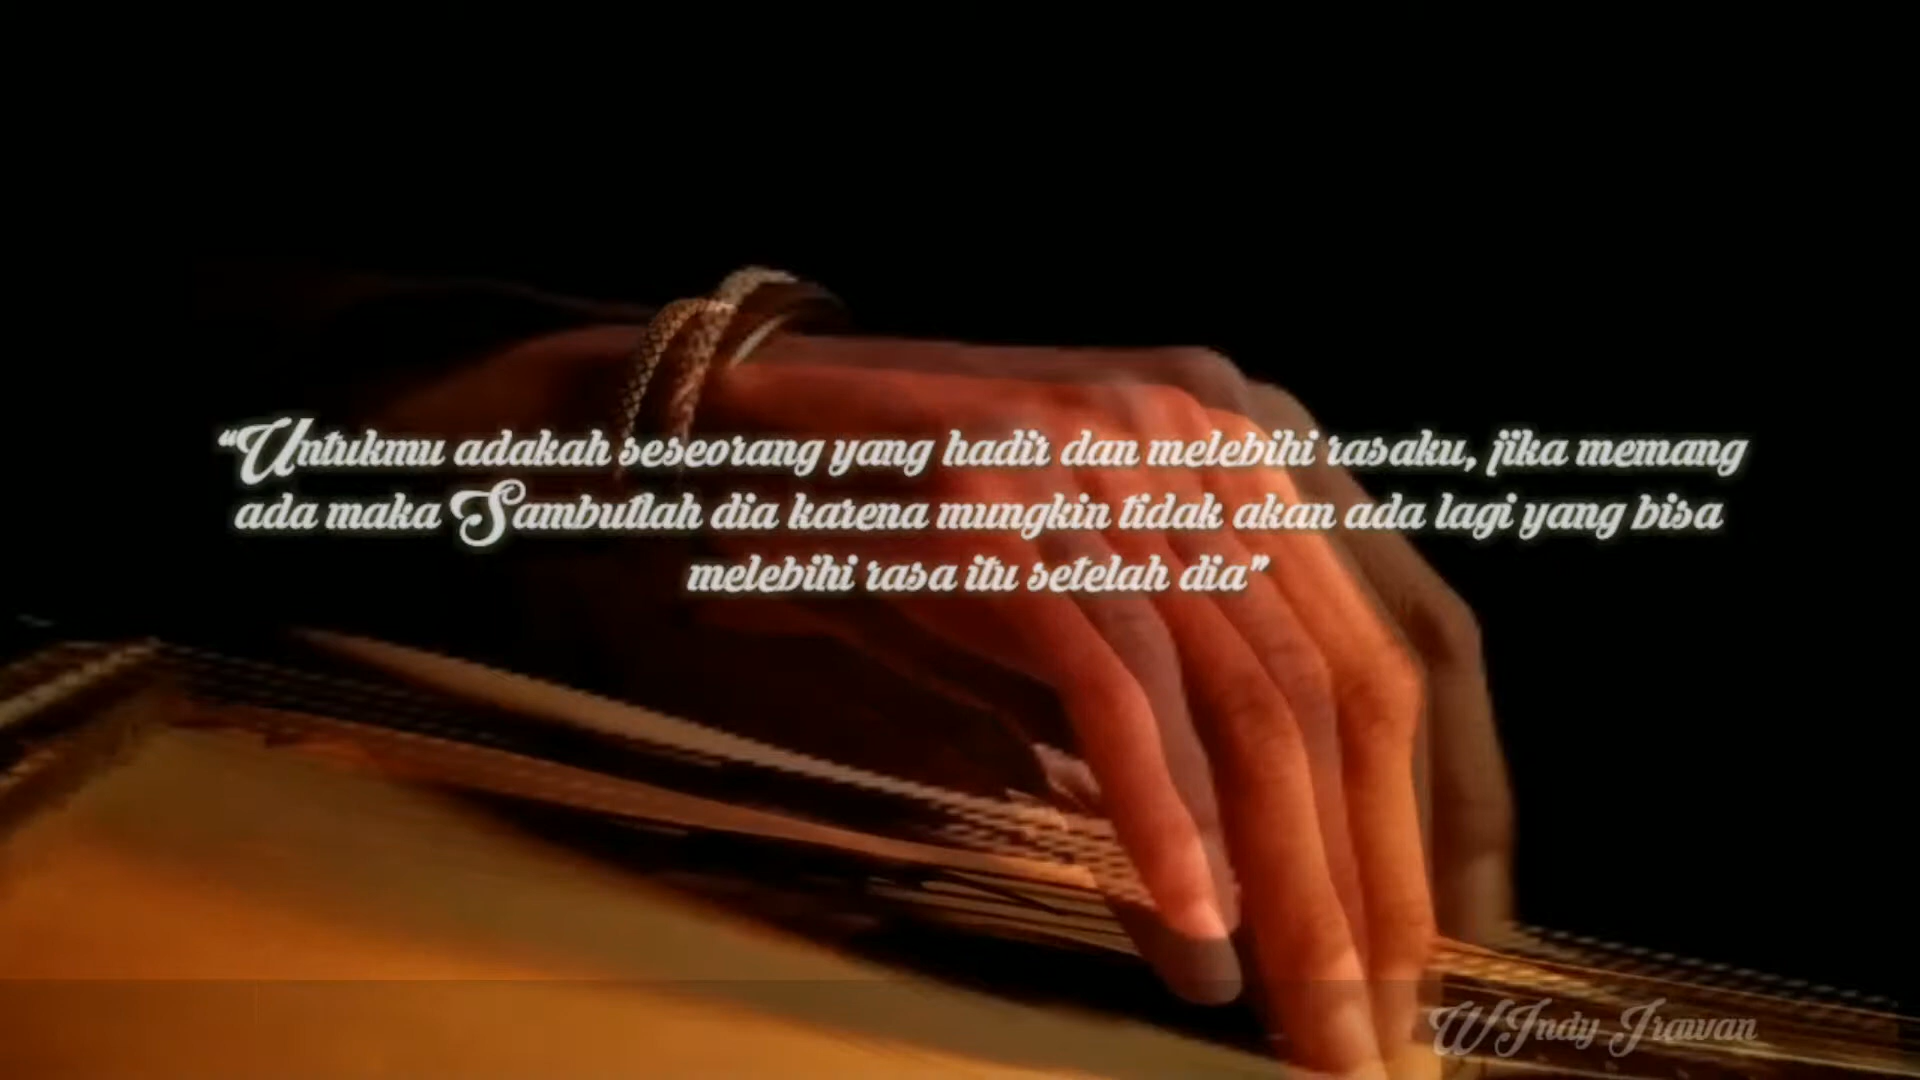 “Untukmu adakah seseorang yang hadir dan melebihi rasaku, jika memang
ada maka Sambutlah dia karena mungkin tidak akan ada lagi yang bisa
melebihi rasa itu setelah dia”
WIndy Irawan